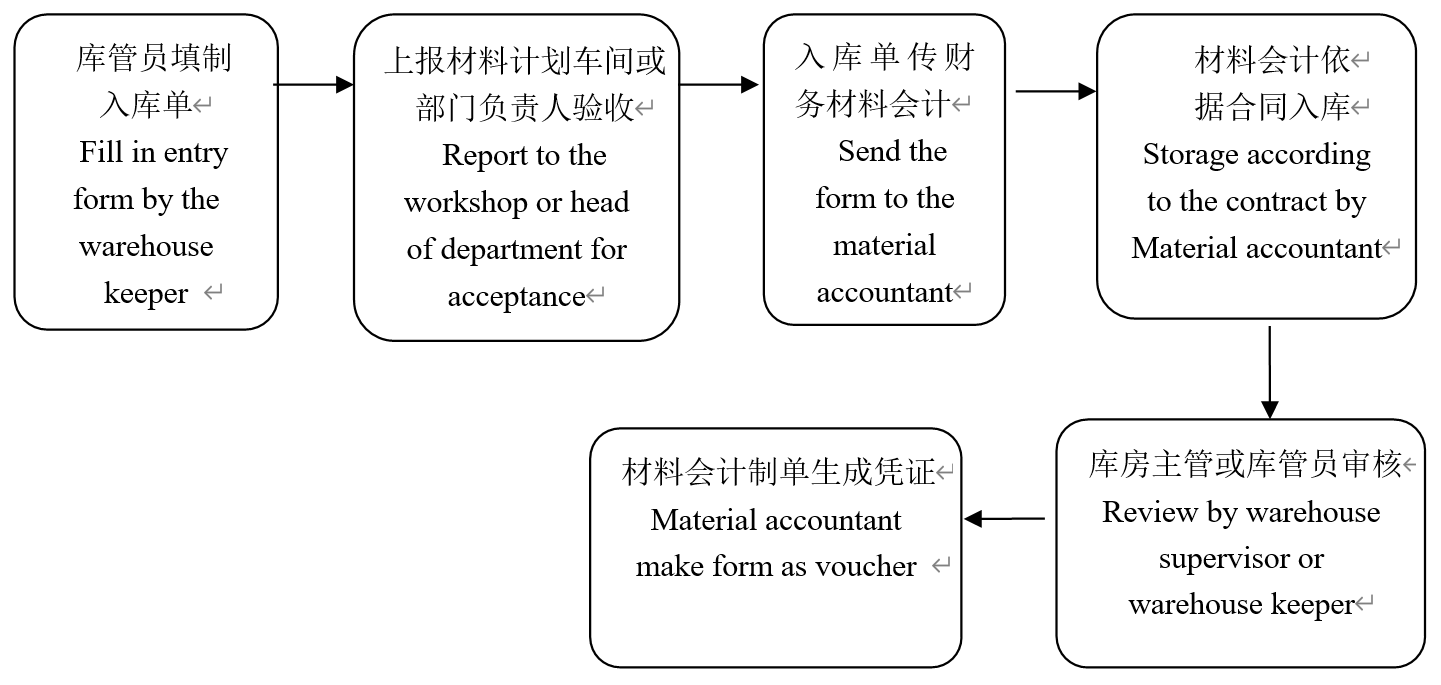 库管员填制
入库单
Fill in entry
form by the
warehouse
keeper
上报材料计划车间或
部门负责人验收
Report to the
workshop or head
of department for
acceptance
入库单传财
务材料会计
Send the
form to the
material
accountant
材料会计依
据合同入库
Storage according
to the contract by
Material accountant
库房主管或库管员审核
Review by warehouse
supervisor or
warehouse keeper
材料会计制单生成凭证
Material accountant
make form as voucher